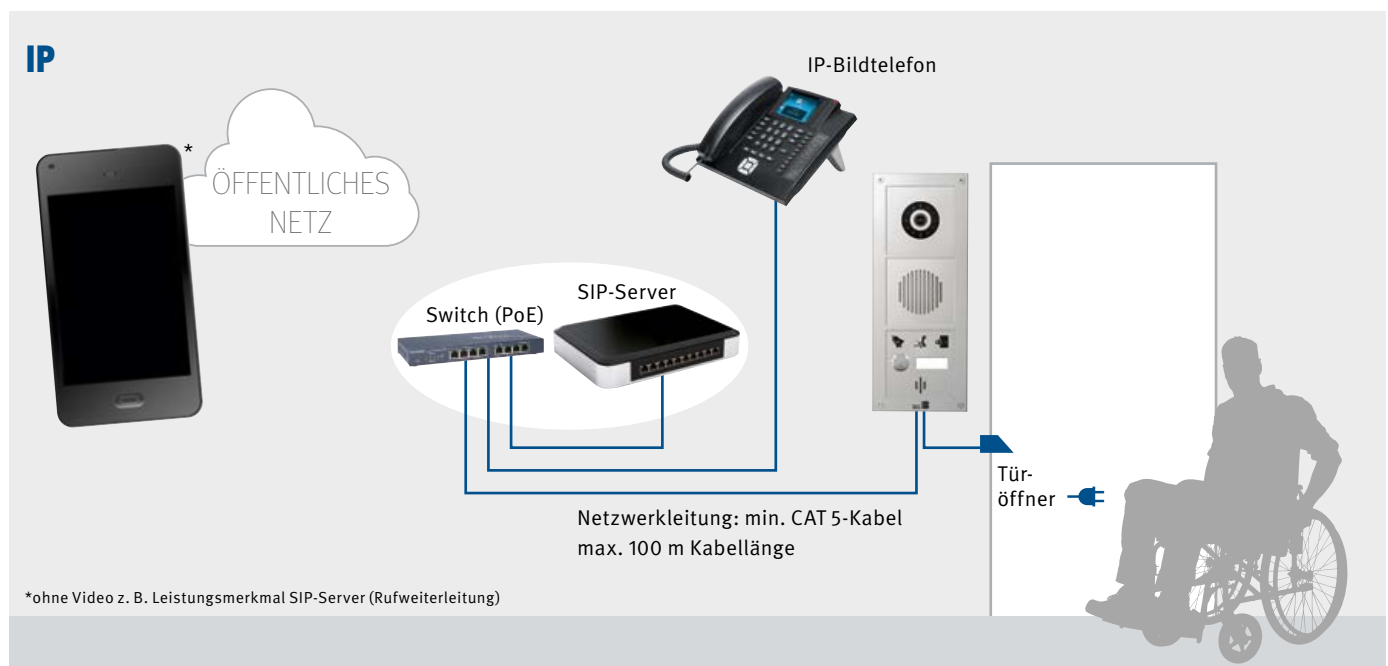 IP
IP-Bildtelefon
*
ÖFFENTLICHES
NETZ
SIP-Server
Switch (PoE)
Tür-
öffner
Netzwerkleitung: min. CAT 5-Kabel
max. 100 m Kabellänge
*ohne Video z. B. Leistungsmerkmal SIP-Server (Rufweiterleitung)